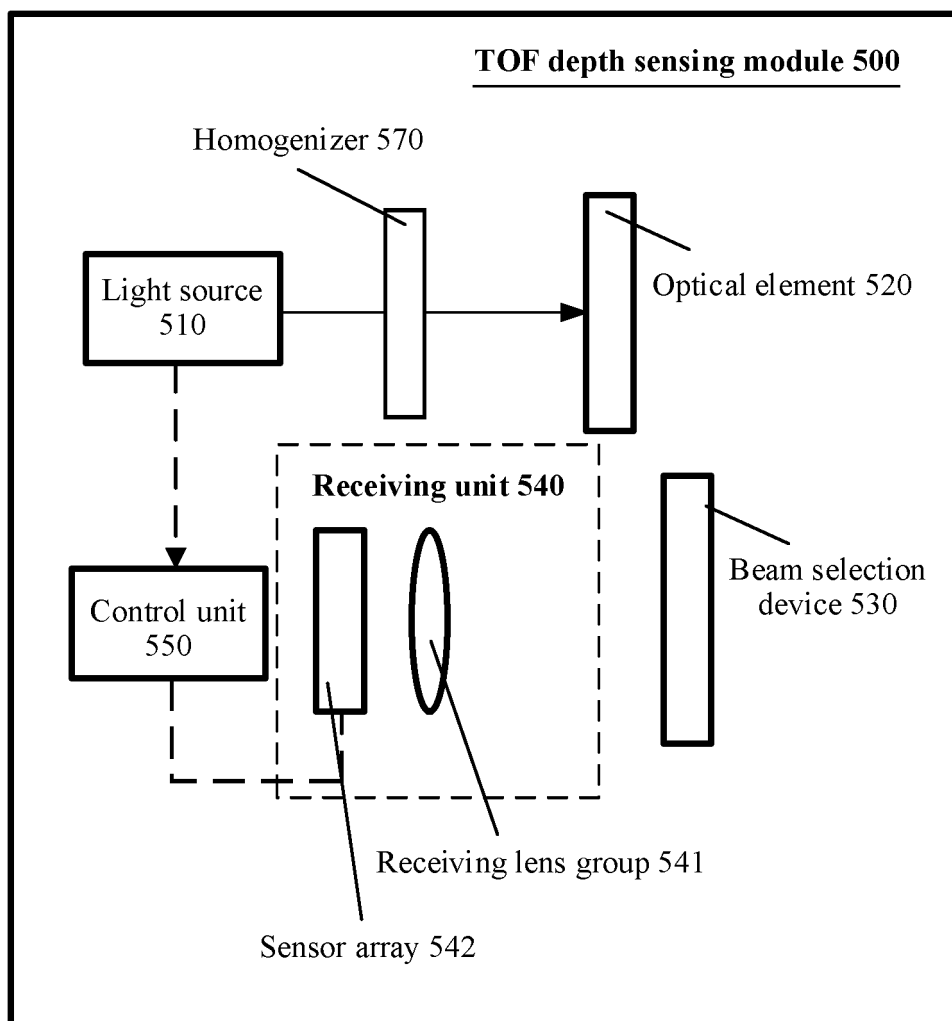 TOF depth sensing module 500
Homogenizer 570
Light source
510
Optical element 520
Receiving unit 540
Control unit
550
Beam selection
device 530
Receiving lens group 541
Sensor array 542